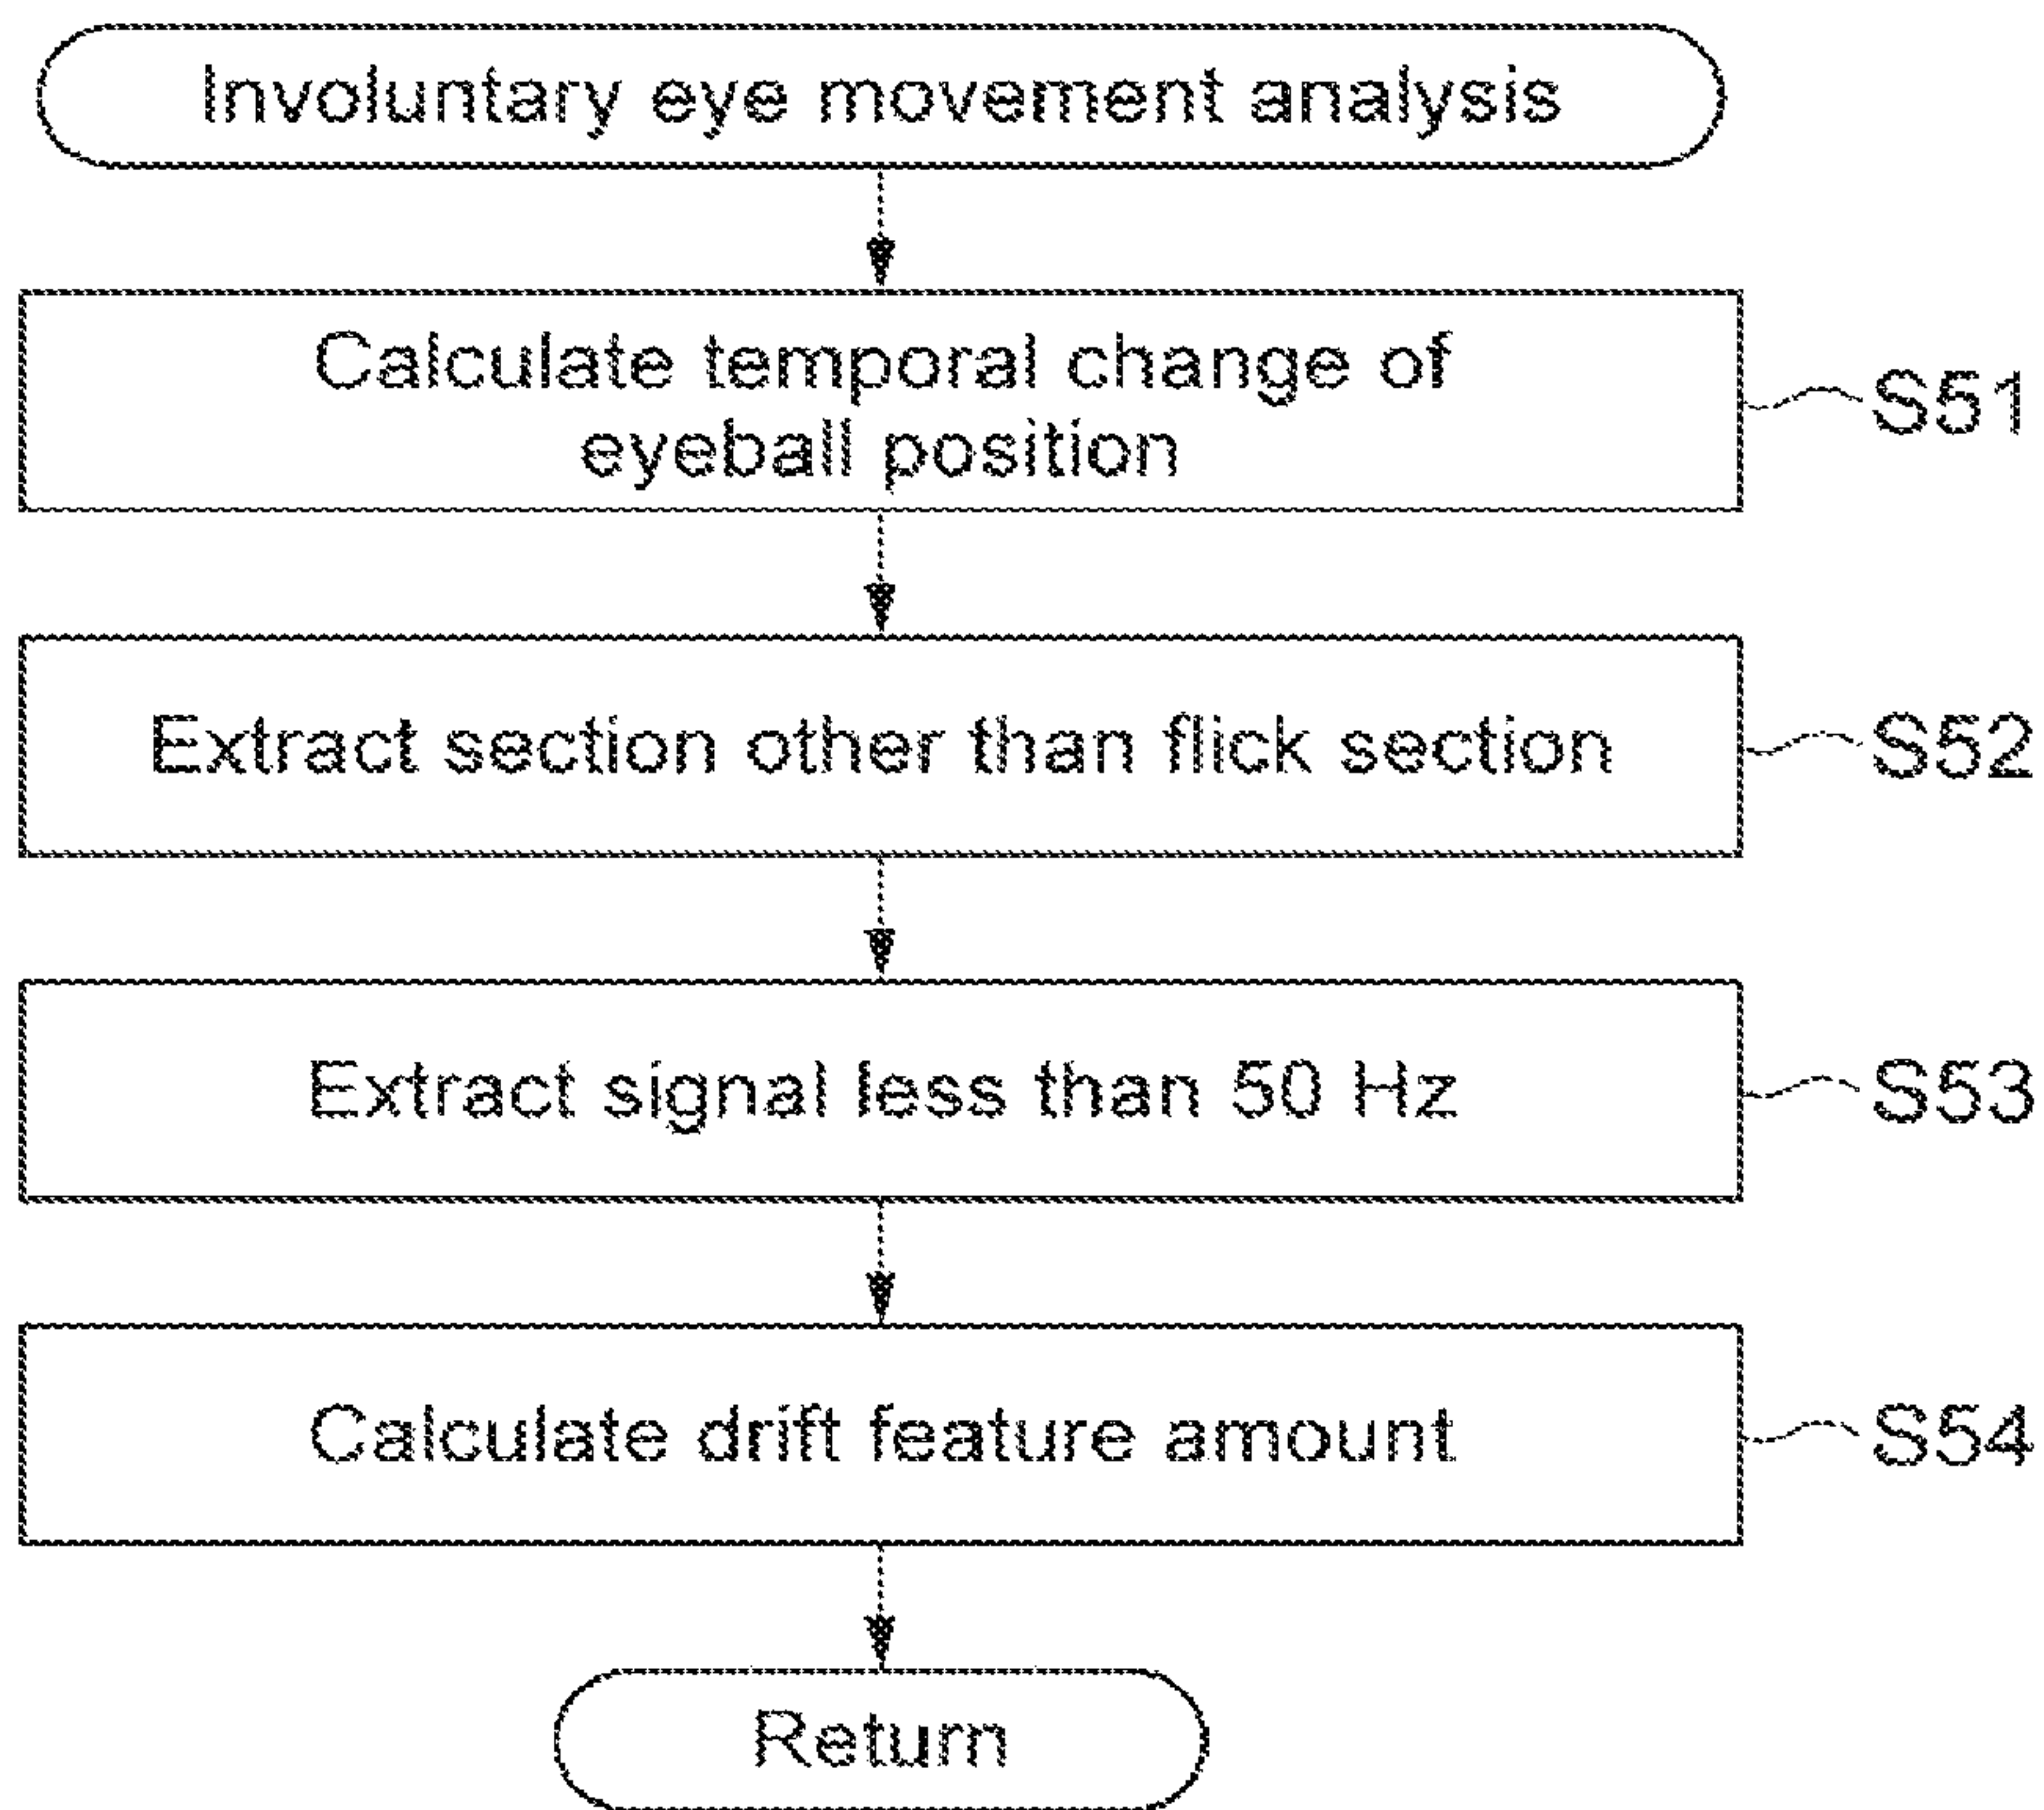 Involuntary eye movement analysis
Calculate temporal change of
eyeball position
S51
Extract section other than flick section
S52
Extract signal less than 50 Hz
S53
Calculate drift feature amount
S54
Return